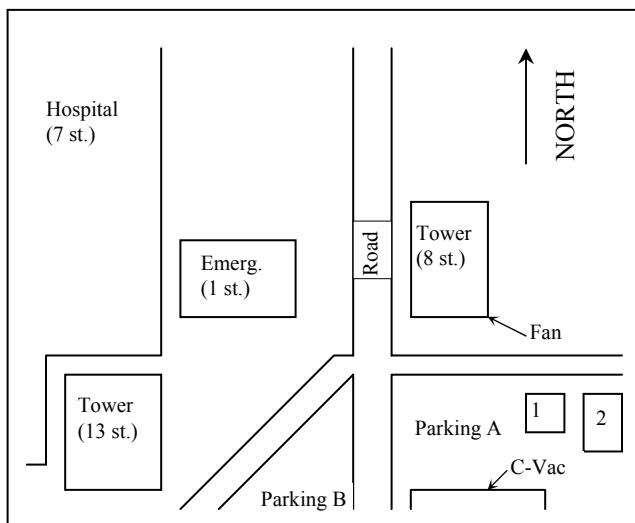 Hospital
(7 st.)
NORTH
Emerg.
(1 st.)
Road
Tower
(8 st.)
Fan
Tower
(13 st.)
Parking A
1
2
C-Vac
Parking B